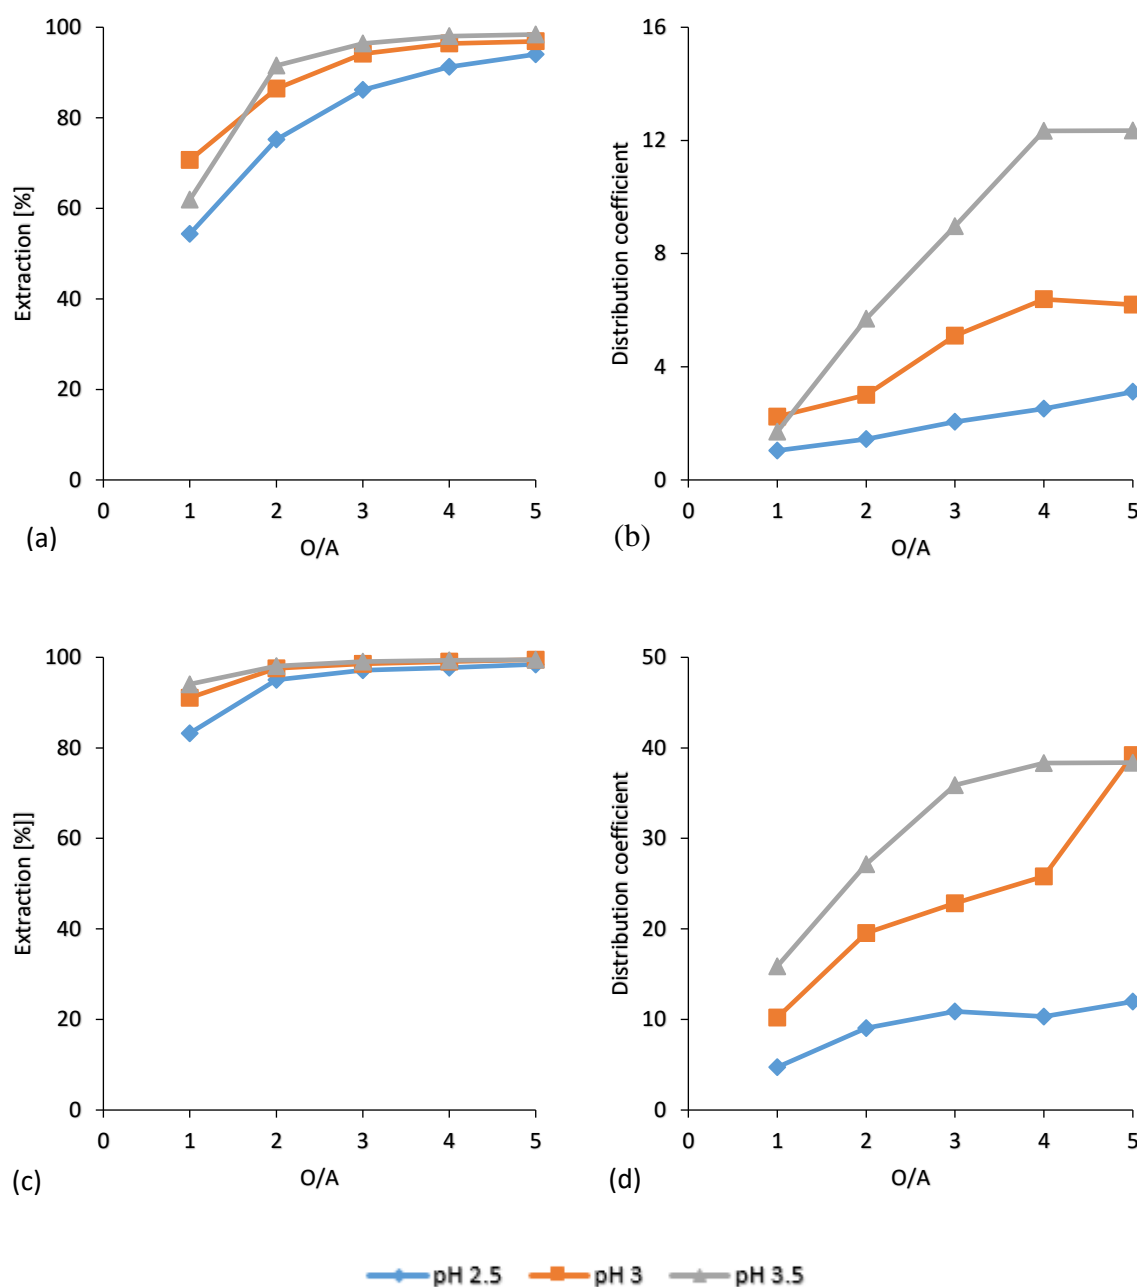 100
80
60
40
20
0
0 1 2 3 4 5
Extraction [%]
O/A
(a)
16
12
8
4
0
0 1 2 3 4 5
Distribution coefficient
O/A
(b)
100
80
60
40
20
0
0 1 2 3 4 5
Extraction [%]]
O/A
(c)
50
40
30
20
10
0
0 1 2 3 4 5
Distribution coefficient
O/A
(d)
pH 2.5 pH 3 pH 3.5